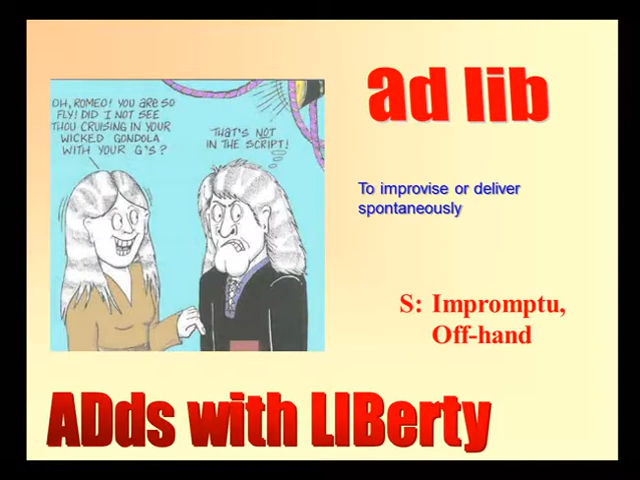 ad lib
OH, ROMEO! YOU ARE SO
FLY! DID I NOT SEE
THOU CRUISING IN YOUR
WICKED GONDOLA
WITH YOUR G'S?
THAT'S NOT
IN THE SCRIPT!
To improvise or deliver
spontaneously
S: Impromptu,
Off-hand
ADds with LIBerty